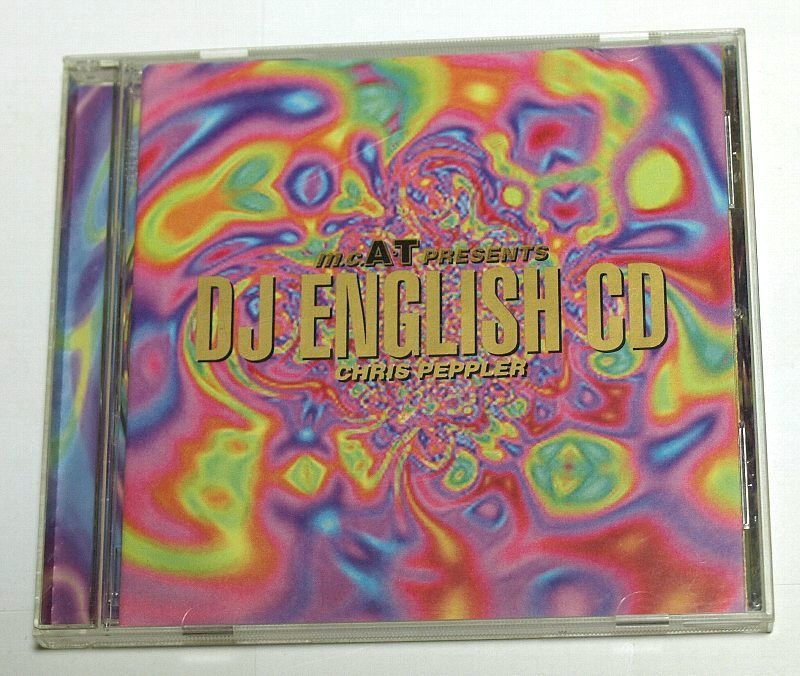 m.c.A·T PRESENTS
DJ ENGLISH CD
CHRIS PEPPLER